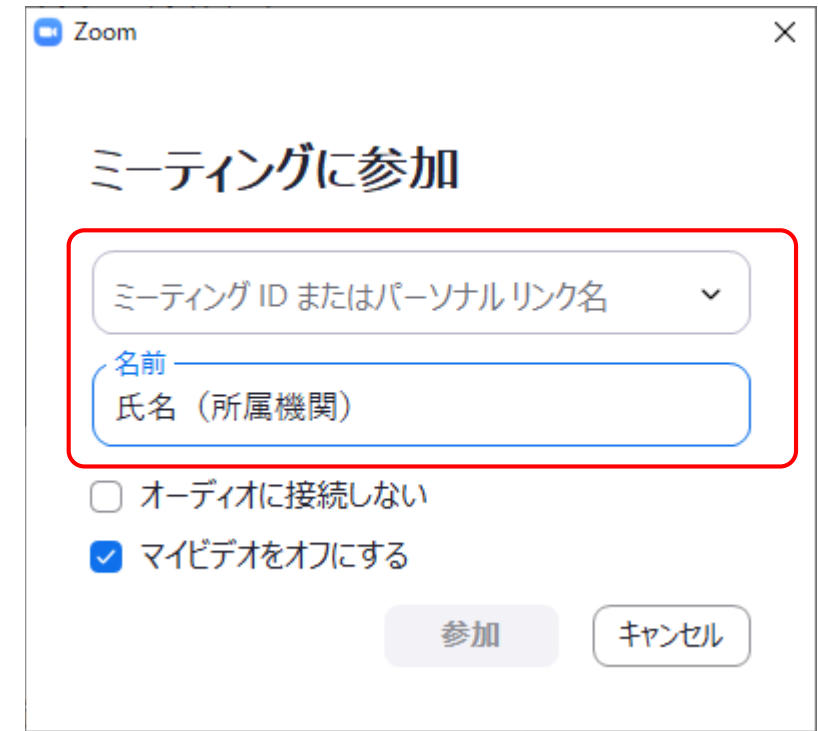 Zoom
ミーティングに参加
ミーティング ID またはパーソナル リンク名
名前
氏名（所属機関）
オーディオに接続しない
マイビデオをオフにする
参加
キャンセル